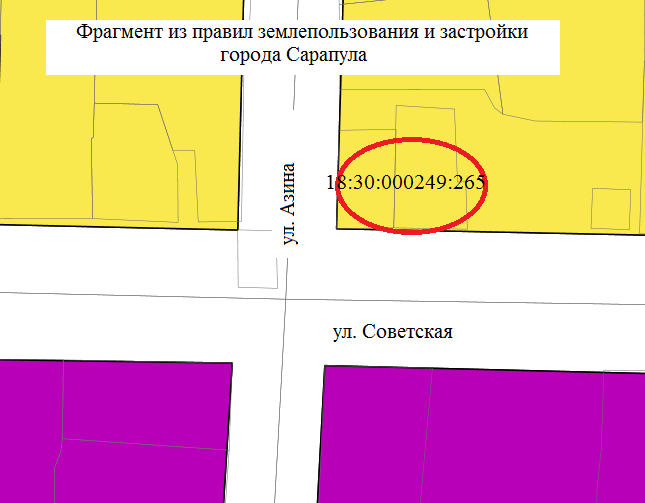 Фрагмент из правил землепользования и застройки
города Сарапула
ул. Азина
18:30:000249:265
ул. Советская